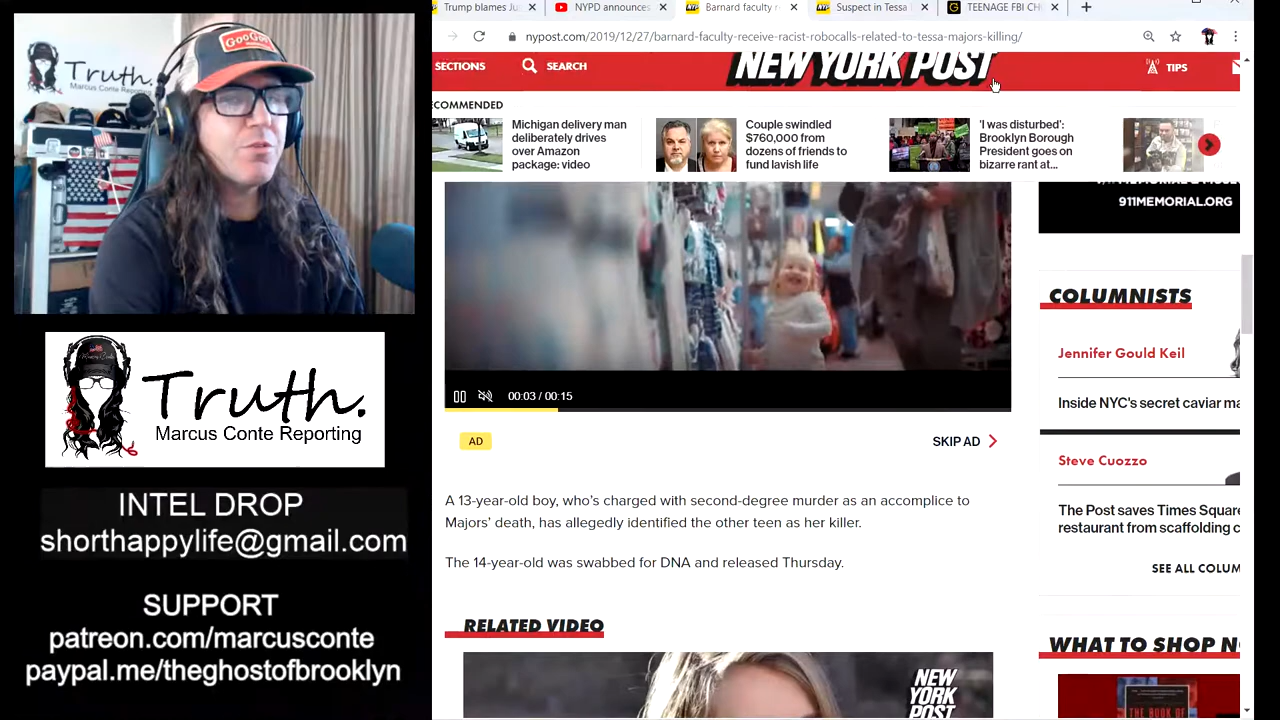 Trump blames Ju
NYPD announces
Barnard faculty r
Suspect in Tessa
TEENAGE FBI CH
nypost.com/2019/12/27/barnard-faculty-receive-racist-robocalls-related-to-tessa-majors-killing/
SECTIONS
SEARCH
NEW YORK POST
TIPS
GooGoo
Truth.
Marcus Conte Reporting
ECOMMENDED
Michigan delivery man
deliberately drives
over Amazon
package: video
Couple swindled
$760,000 from
dozens of friends to
fund lavish life
'I was disturbed':
Brooklyn Borough
President goes on
bizarre rant at...
911MEMORIAL.ORG
COLUMNISTS
Jennifer Gould Keil
Inside NYC's secret caviar ma
Steve Cuozzo
The Post saves Times Square
restaurant from scaffolding c
SEE ALL COLUM
WHAT TO SHOP N
THE BOOK OF
00:03 / 00:15
AD
SKIP AD
A 13-year-old boy, who's charged with second-degree murder as an accomplice to
Majors' death, has allegedly identified the other teen as her killer.
The 14-year-old was swabbed for DNA and released Thursday.
RELATED VIDEO
NEW
YORK
POST
Truth.
Marcus Conte Reporting
INTEL DROP
shorthappylife@gmail.com
SUPPORT
patreon.com/marcusconte
paypal.me/theghostofbrooklyn